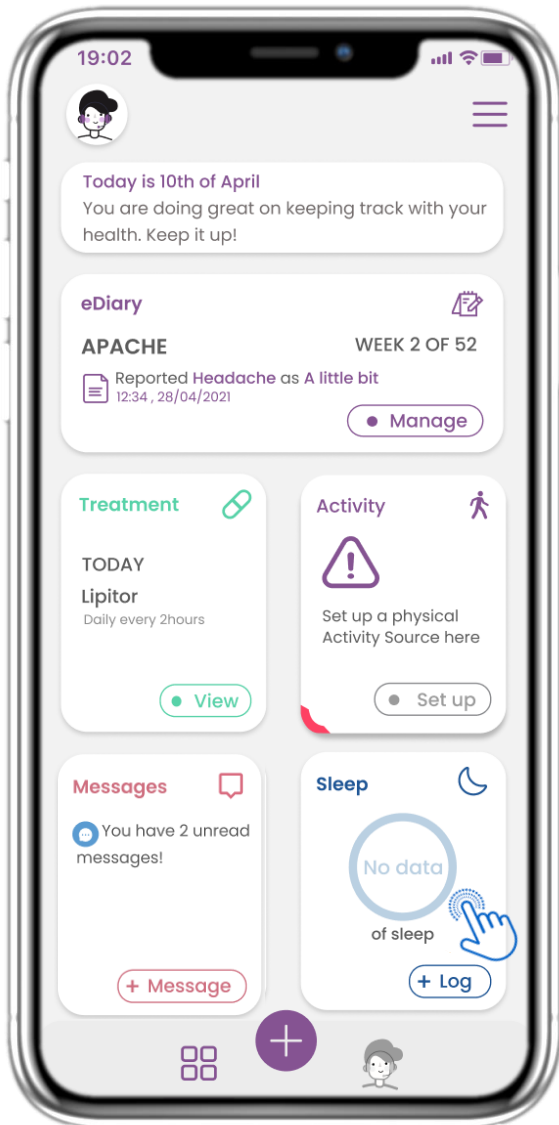 19:02
Today is 10th of April
You are doing great on keeping track with your
health. Keep it up!
eDiary
APACHE
WEEK 2 OF 52
Reported Headache as A little bit
12:34 , 28/04/2021
Manage
Treatment
TODAY
Lipitor
Daily every 2hours
View
Activity
Set up a physical
Activity Source here
Set up
Messages
You have 2 unread
messages!
+ Message
Sleep
No data
of sleep
+ Log